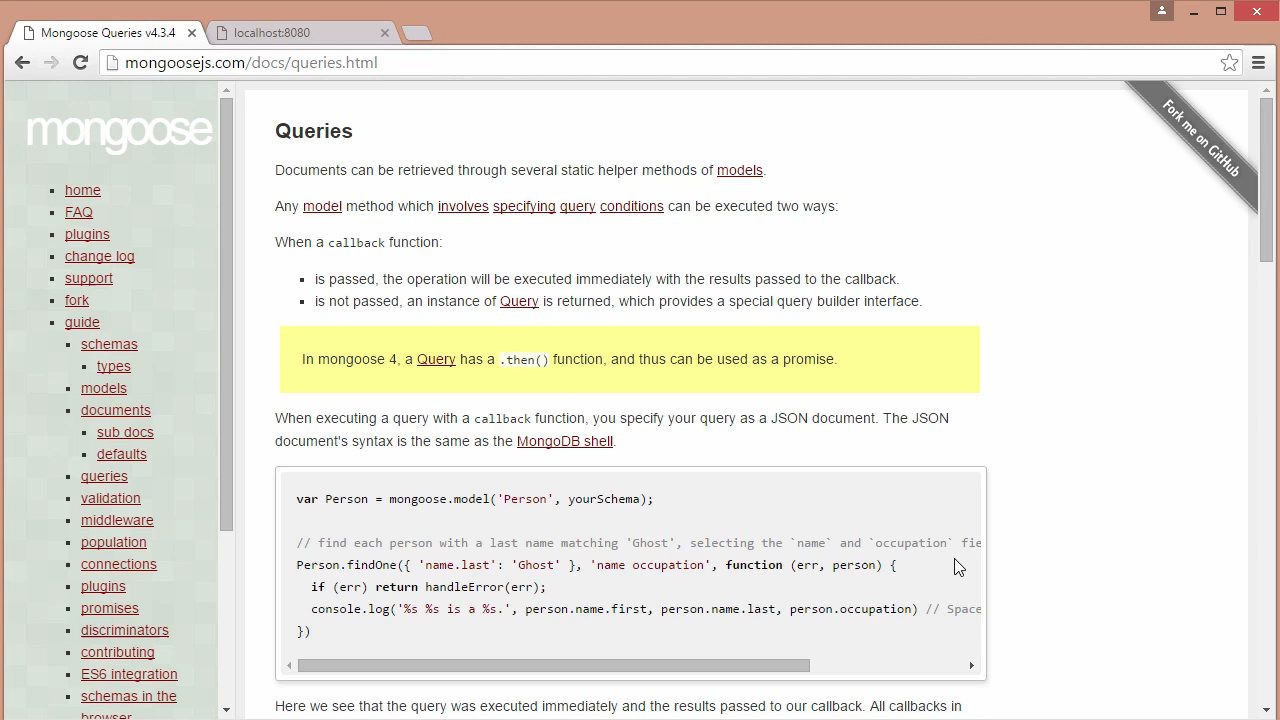 Mongoose Queries v4.3.4
localhost:8080
mongoosejs.com/docs/queries.html
mongoose
home
FAQ
plugins
change log
support
fork
guide
schemas
types
models
documents
sub docs
defaults
queries
validation
middleware
population
connections
plugins
promises
discriminators
contributing
ES6 integration
schemas in the
browser
Fork me on GitHub
Queries
Documents can be retrieved through several static helper methods of models.
Any model method which involves specifying query conditions can be executed two ways:
When a callback function:
is passed, the operation will be executed immediately with the results passed to the callback.
is not passed, an instance of Query is returned, which provides a special query builder interface.
In mongoose 4, a Query has a .then() function, and thus can be used as a promise.
When executing a query with a callback function, you specify your query as a JSON document. The JSON
document's syntax is the same as the MongoDB shell.
var Person = mongoose.model('Person', yourSchema);
// find each person with a last name matching 'Ghost', selecting the `name` and `occupation` fie
Person.findOne({ 'name.last': 'Ghost' }, 'name occupation', function (err, person) {
if (err) return handleError(err);
console.log('%s %s is a %s.', person.name.first, person.name.last, person.occupation) // Space
})
Here we see that the query was executed immediately and the results passed to our callback. All callbacks in